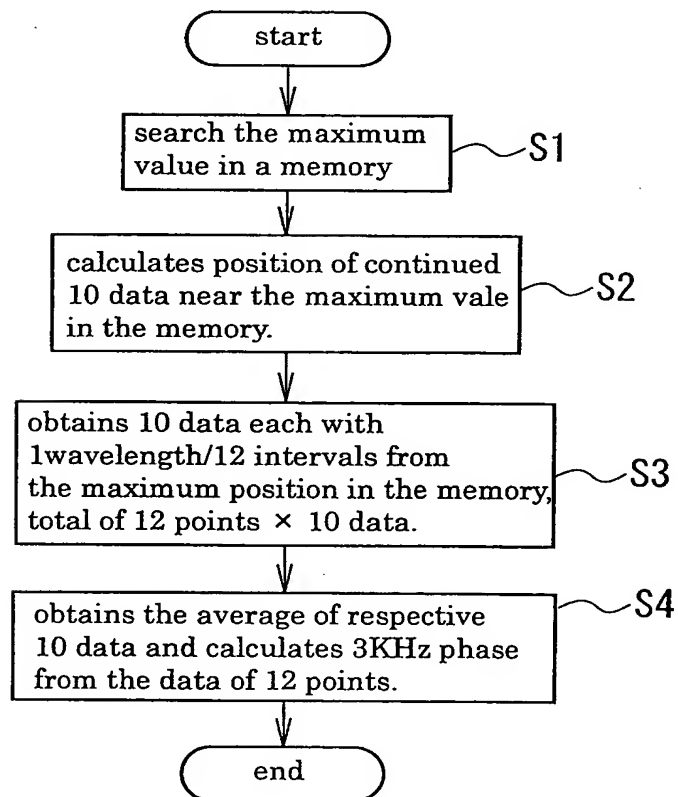 start
search the maximum
value in a memory
S1
calculates position of continued
10 data near the maximum vale
in the memory.
S2
obtains 10 data each with
1wavelength/12 intervals from
the maximum position in the memory,
total of 12 points × 10 data.
S3
obtains the average of respective
10 data and calculates 3KHz phase
from the data of 12 points.
S4
end